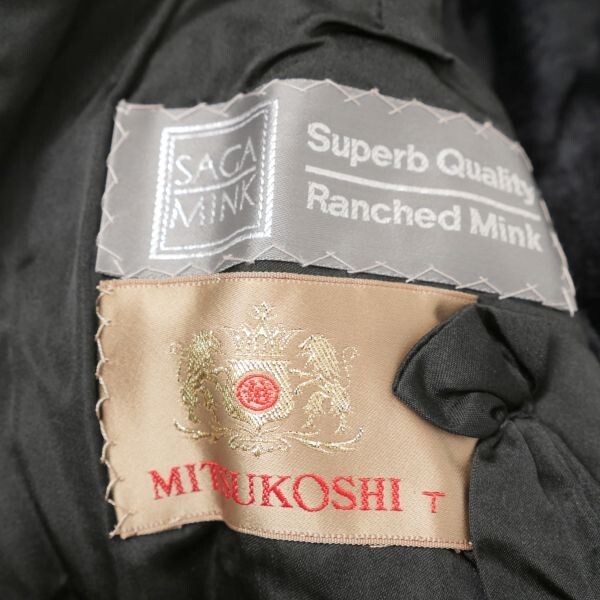 SAGA
MINK
Superb Quality
Ranched Mink
MITSUKOSHI T